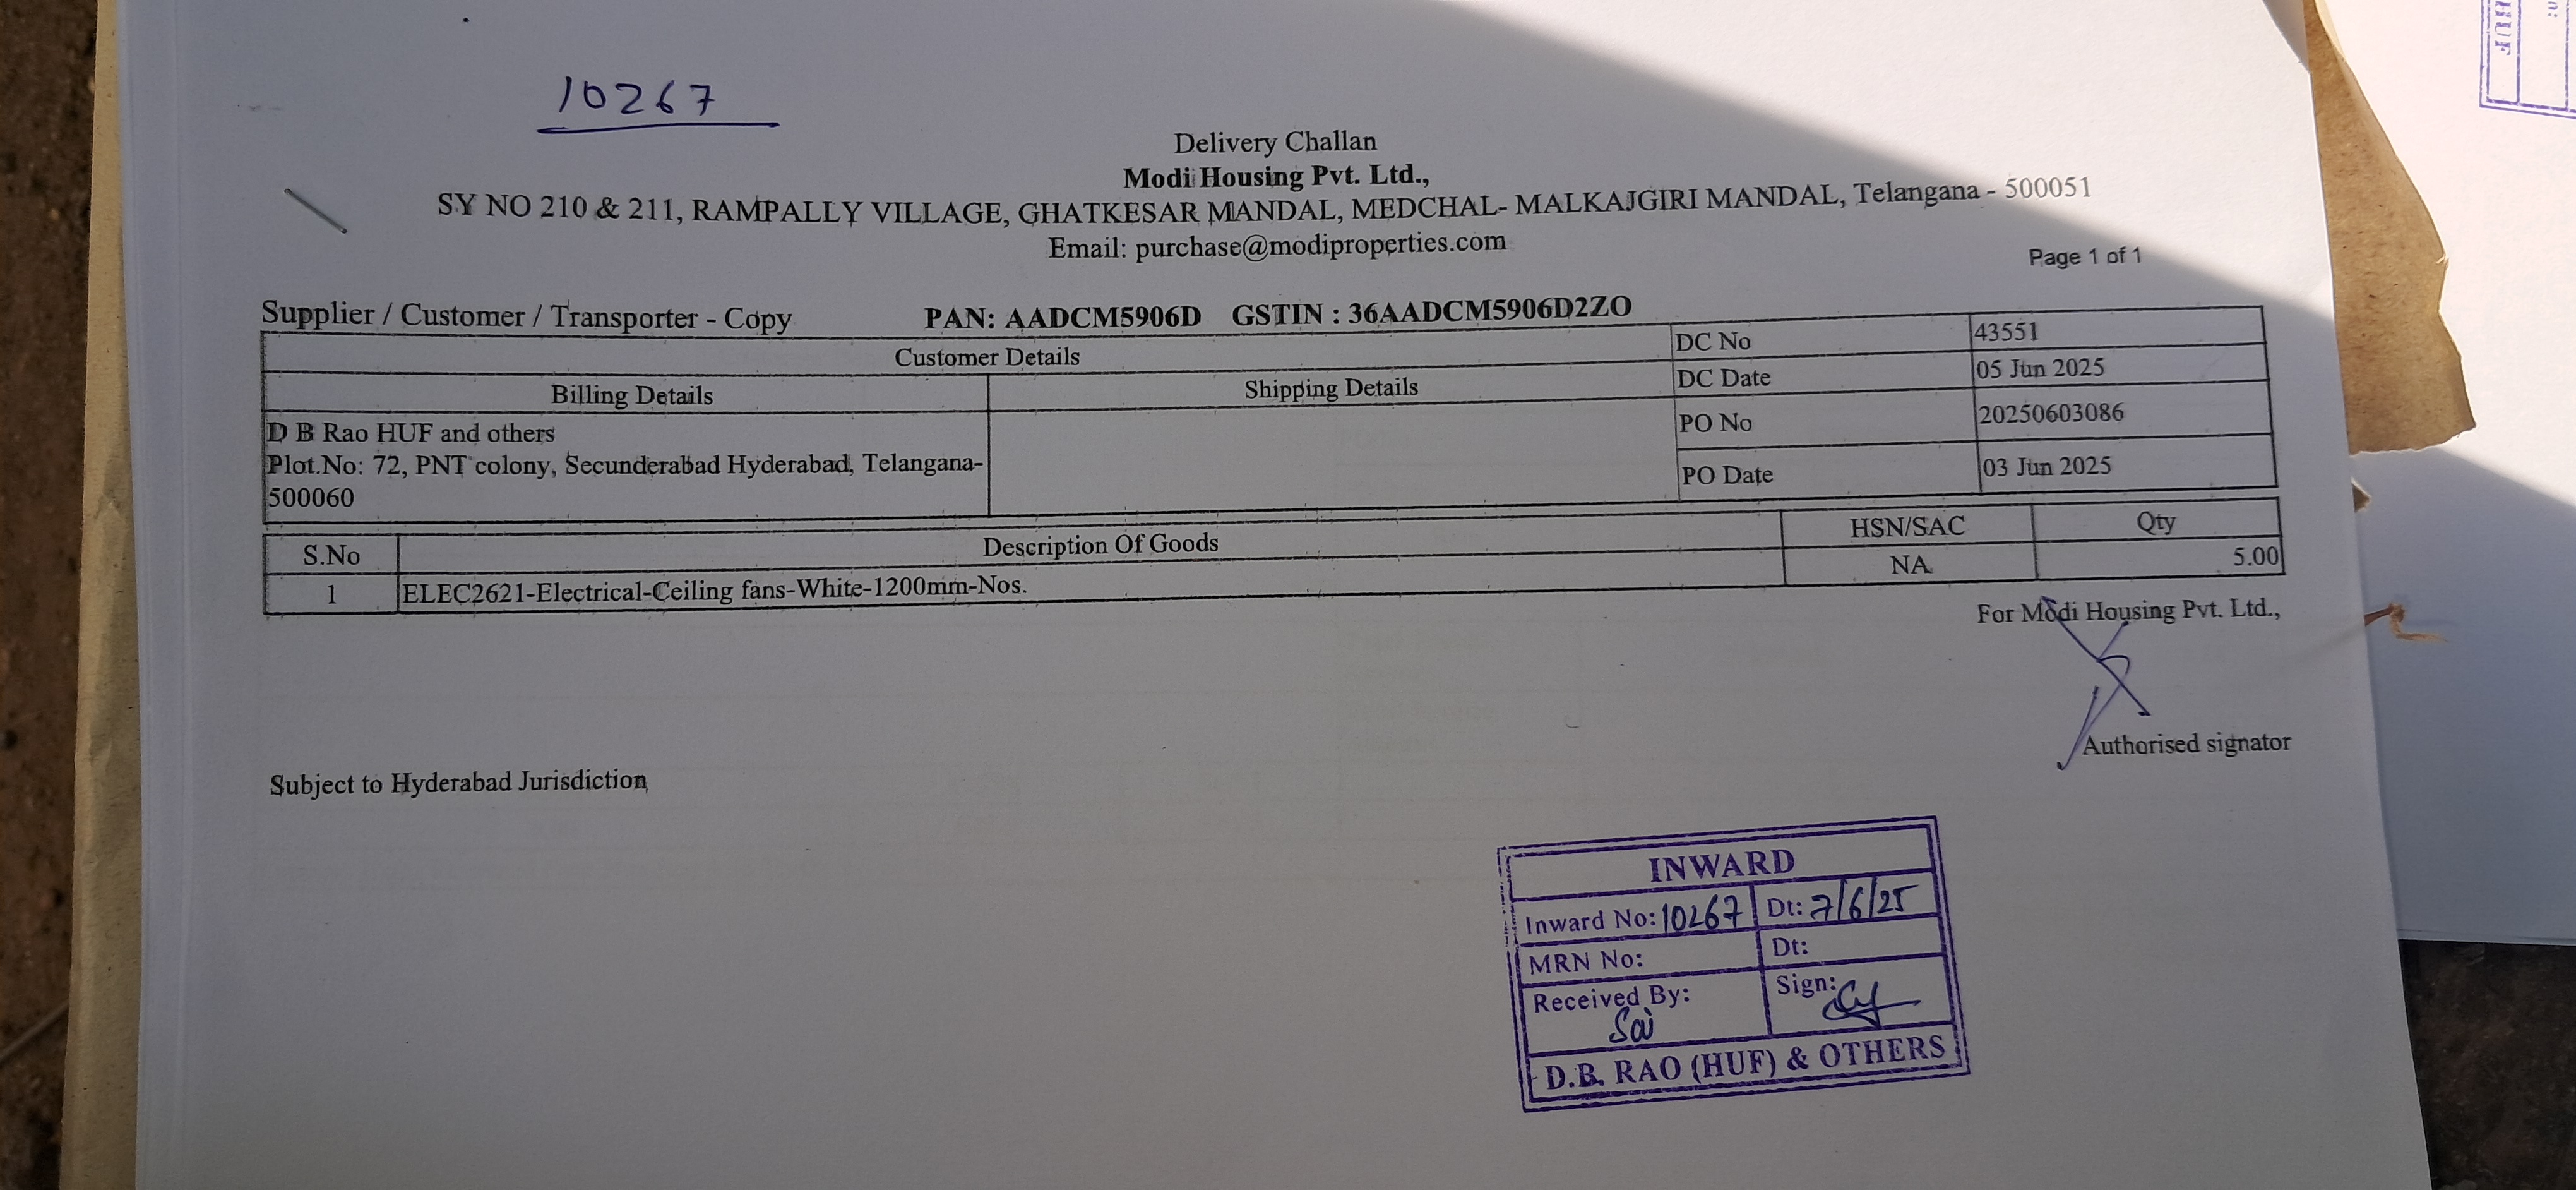 10267
Delivery Challan
Modi Housing Pvt. Ltd.,
SY NO 210 & 211, RAMPALLY VILLAGE, GHATKESAR MANDAL, MEDCHAL- MALKAJGIRI MANDAL, Telangana - 500051
Email: purchase@modiproperties.com
Page 1 of 1
Supplier / Customer / Transporter - Copy PAN: AADCM5906D GSTIN : 36AADCM5906D2ZO
Customer Details
Billing Details Shipping Details
D B Rao HUF and others
Plot.No: 72, PNT colony, Secunderabad Hyderabad, Telangana-
500060
DC No 43551
DC Date 05 Jun 2025
PO No 20250603086
PO Date 03 Jun 2025
S.No Description Of Goods HSN/SAC Qty
1 ELEC2621-Electrical-Ceiling fans-White-1200mm-Nos. NA 5.00
For Modi Housing Pvt. Ltd.,
Authorised signator
Subject to Hyderabad Jurisdiction
INWARD
Inward No: 10267 Dt: 7/6/25
MRN No: Dt:
Received By: Sai Sign:
D.B. RAO (HUF) & OTHERS
HUF